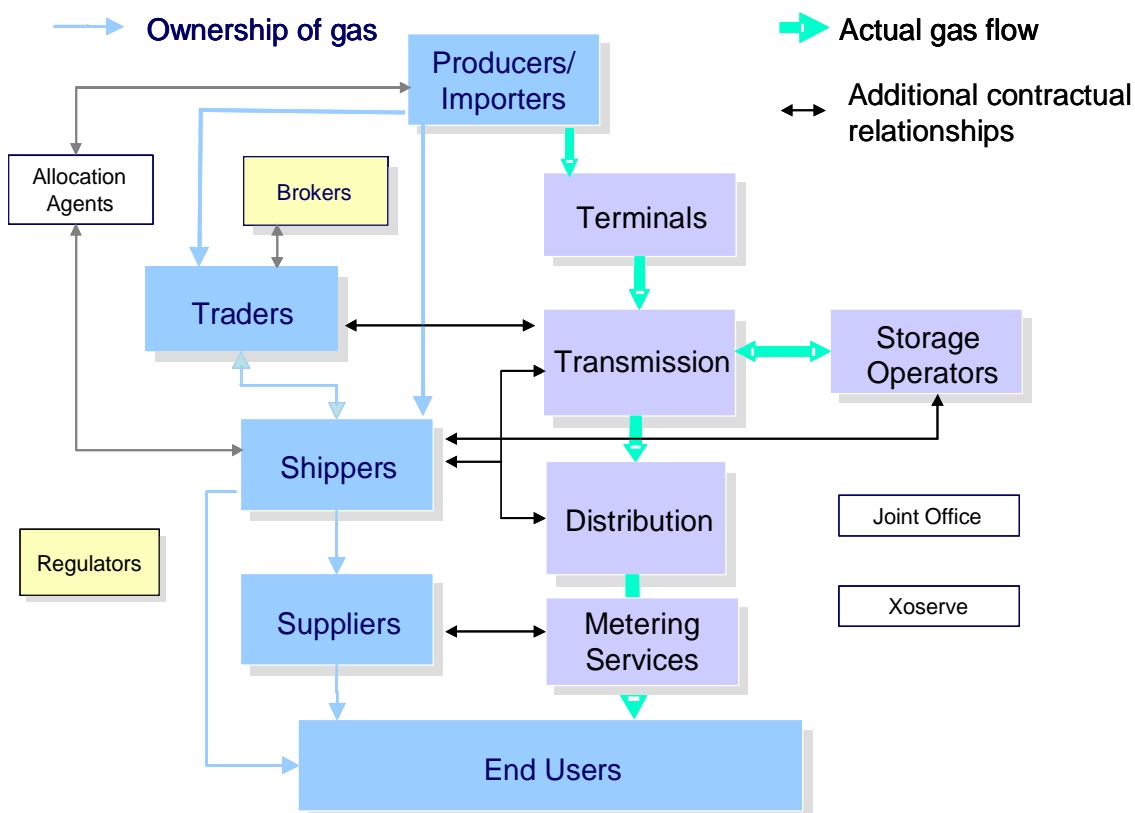 Ownership of gas
Actual gas flow
Producers/
Importers
Additional contractual
relationships
Allocation
Agents
Brokers
Terminals
Traders
Transmission
Storage
Operators
Shippers
Distribution
Joint Office
Regulators
Suppliers
Metering
Services
Xoserve
End Users